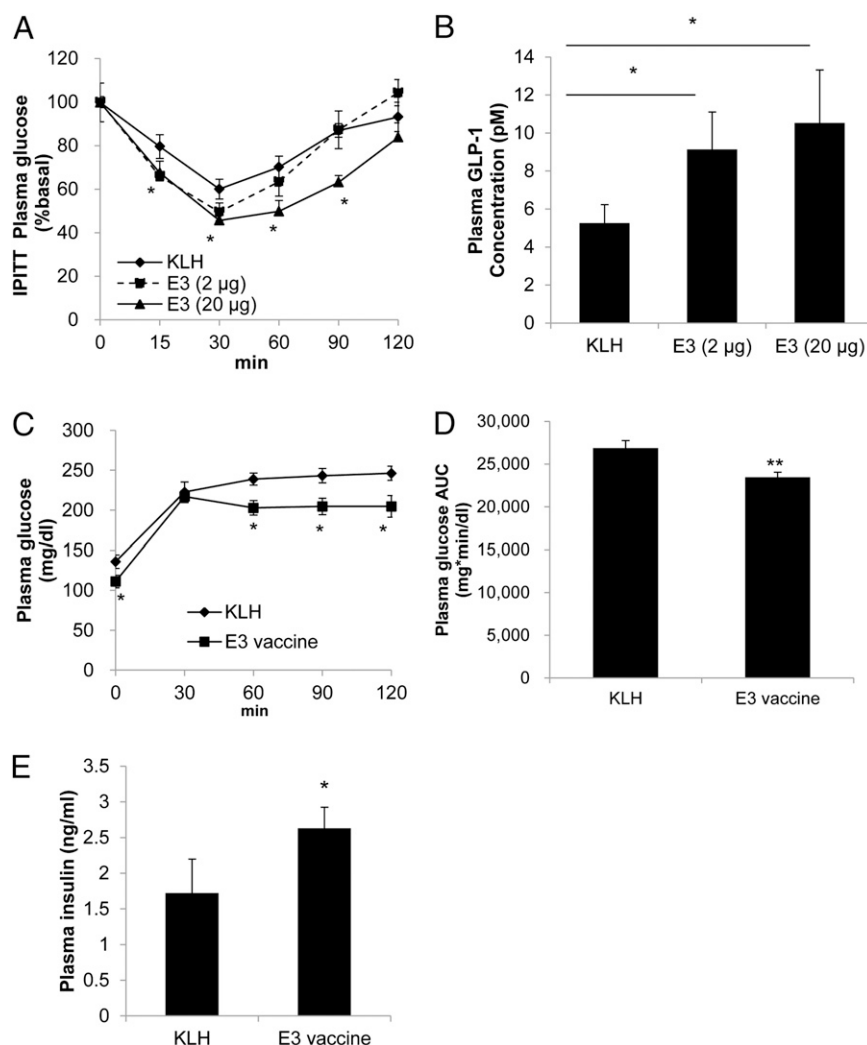 A
IPITT Plasma glucose
(%basal)
120
100
80
60
40
20
0
*
*
*
*
KLH
E3 (2 µg)
E3 (20 µg)
0
15
30
60
90
120
min
B
Plasma GLP-1
Concentration (pM)
14
12
10
8
6
4
2
0
*
*
KLH
E3 (2 µg)
E3 (20 µg)
C
Plasma glucose
(mg/dl)
300
250
200
150
100
50
0
*
*
*
*
KLH
E3 vaccine
0
30
60
90
120
min
D
Plasma glucose AUC
(mg*min/dl)
30,000
25,000
20,000
15,000
10,000
5,000
0
**
KLH
E3 vaccine
E
Plasma insulin (ng/ml)
3.5
3
2.5
2
1.5
1
0.5
0
*
KLH
E3 vaccine